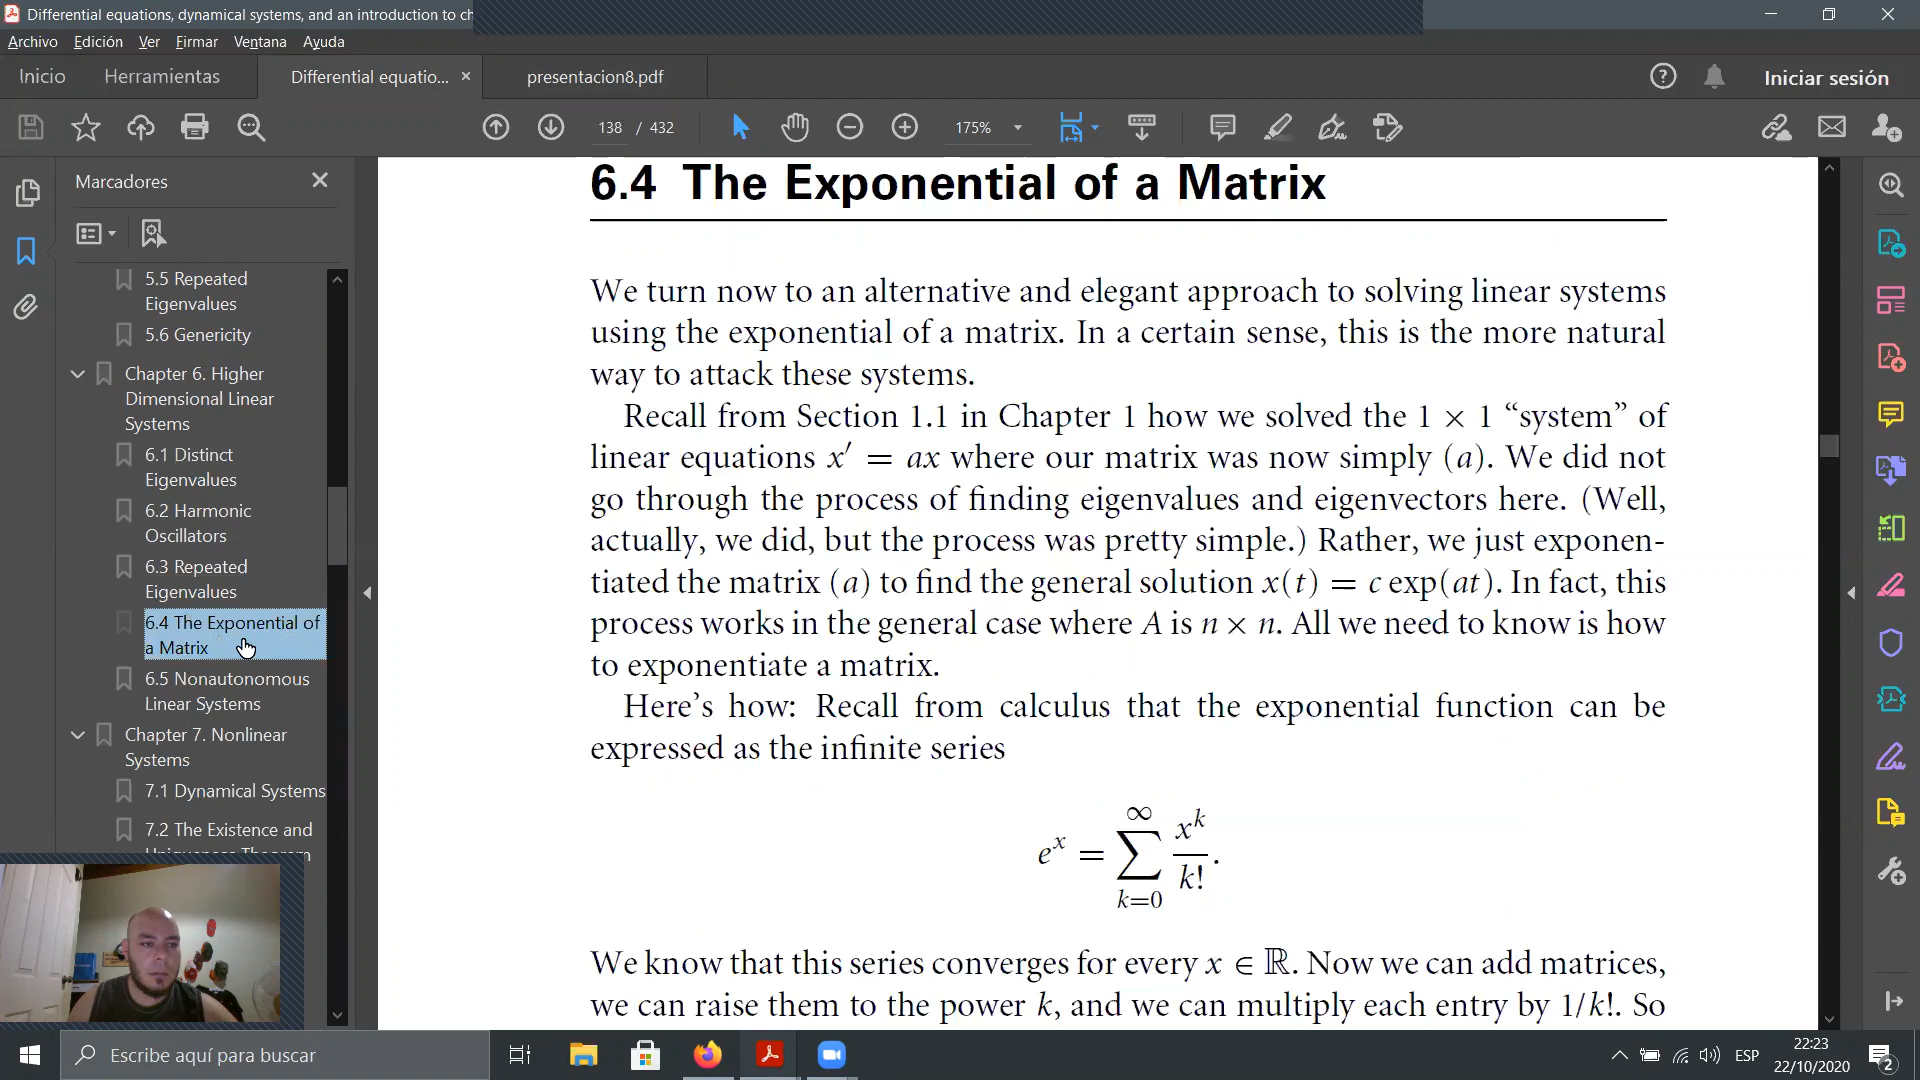 Differential equations, dynamical systems, and an introduction to ch
Archivo Edición Ver Firmar Ventana Ayuda
Inicio Herramientas Differential equatio... × presentacion8.pdf Iniciar sesión
138 / 432 175%
Marcadores
5.5 Repeated
Eigenvalues
5.6 Genericity
Chapter 6. Higher
Dimensional Linear
Systems
6.1 Distinct
Eigenvalues
6.2 Harmonic
Oscillators
6.3 Repeated
Eigenvalues
6.4 The Exponential of
a Matrix
6.5 Nonautonomous
Linear Systems
Chapter 7. Nonlinear
Systems
7.1 Dynamical Systems
7.2 The Existence and
Uniqueness Theorem
6.4 The Exponential of a Matrix
We turn now to an alternative and elegant approach to solving linear systems
using the exponential of a matrix. In a certain sense, this is the more natural
way to attack these systems.
Recall from Section 1.1 in Chapter 1 how we solved the 1 × 1 “system” of
linear equations x′ = ax where our matrix was now simply (a). We did not
go through the process of finding eigenvalues and eigenvectors here. (Well,
actually, we did, but the process was pretty simple.) Rather, we just exponen-
tiated the matrix (a) to find the general solution x(t) = c exp(at). In fact, this
process works in the general case where A is n × n. All we need to know is how
to exponentiate a matrix.
Here’s how: Recall from calculus that the exponential function can be
expressed as the infinite series
e^x = ∑_{k=0}^{∞} x^k / k!.
We know that this series converges for every x ∈ ℝ. Now we can add matrices,
we can raise them to the power k, and we can multiply each entry by 1/k!. So
Escribe aquí para buscar
ESP
22:23
22/10/2020
2